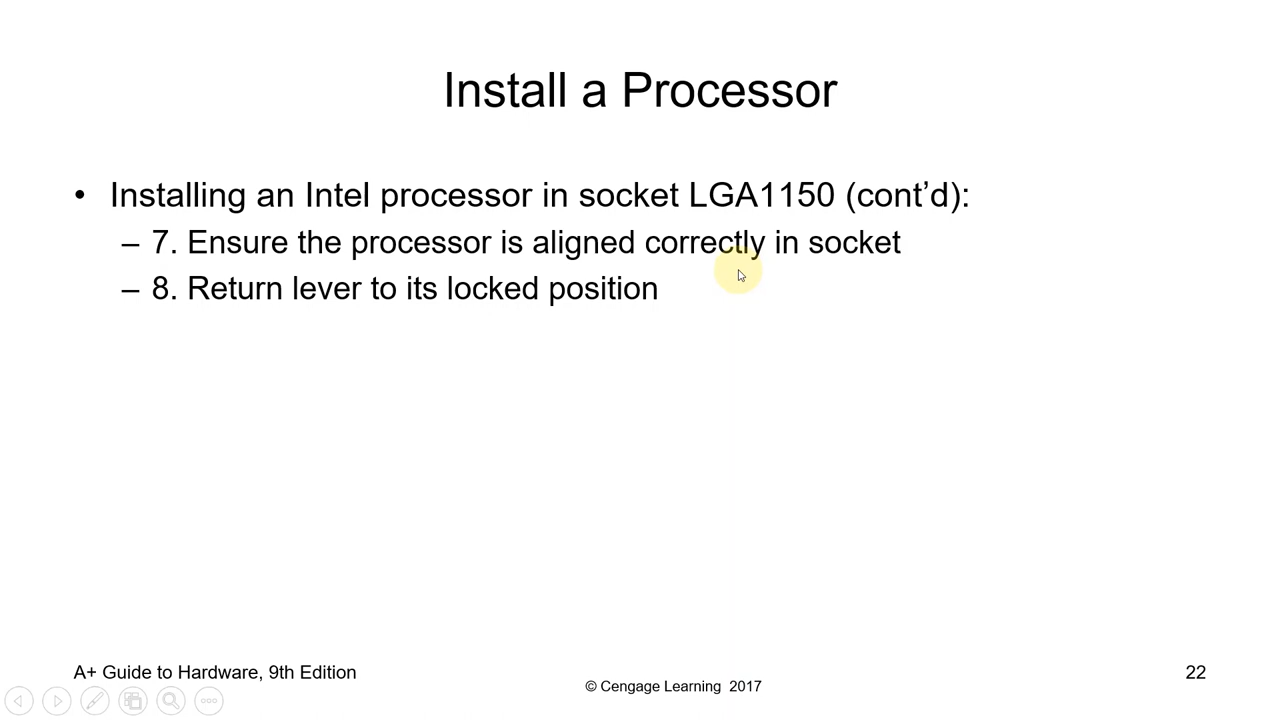 Install a Processor
• Installing an Intel processor in socket LGA1150 (cont’d):
– 7. Ensure the processor is aligned correctly in socket
– 8. Return lever to its locked position
A+ Guide to Hardware, 9th Edition
© Cengage Learning 2017
22